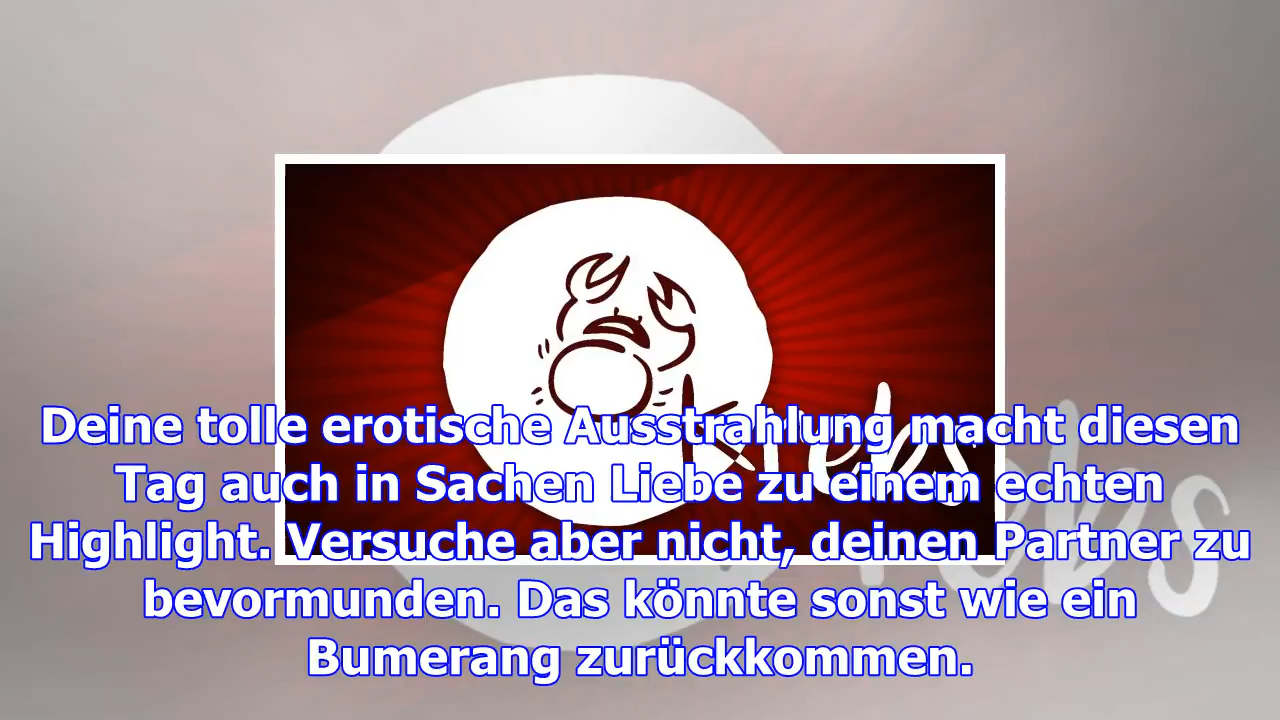 Krebs
Deine tolle erotische Ausstrahlung macht diesen
Tag auch in Sachen Liebe zu einem echten
Highlight. Versuche aber nicht, deinen Partner zu
bevormunden. Das könnte sonst wie ein
Bumerang zurückkommen.